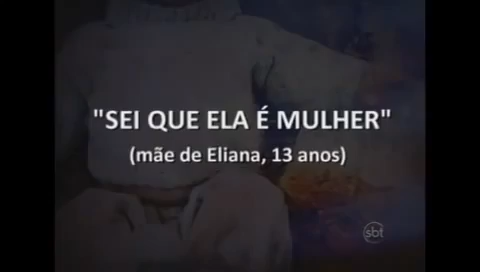 "SEI QUE ELA É MULHER"
(mãe de Eliana, 13 anos)
sbt